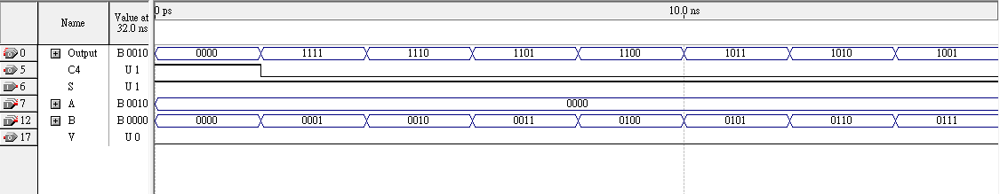 0 ps 10.0 ns
Name Value at 32.0 ns
0 Output B 0010 0000 1111 1110 1101 1100 1011 1010 1001
5 C4 U 1
6 S U 1
7 A B 0010 0000
12 B B 0000 0000 0001 0010 0011 0100 0101 0110 0111
17 V U 0